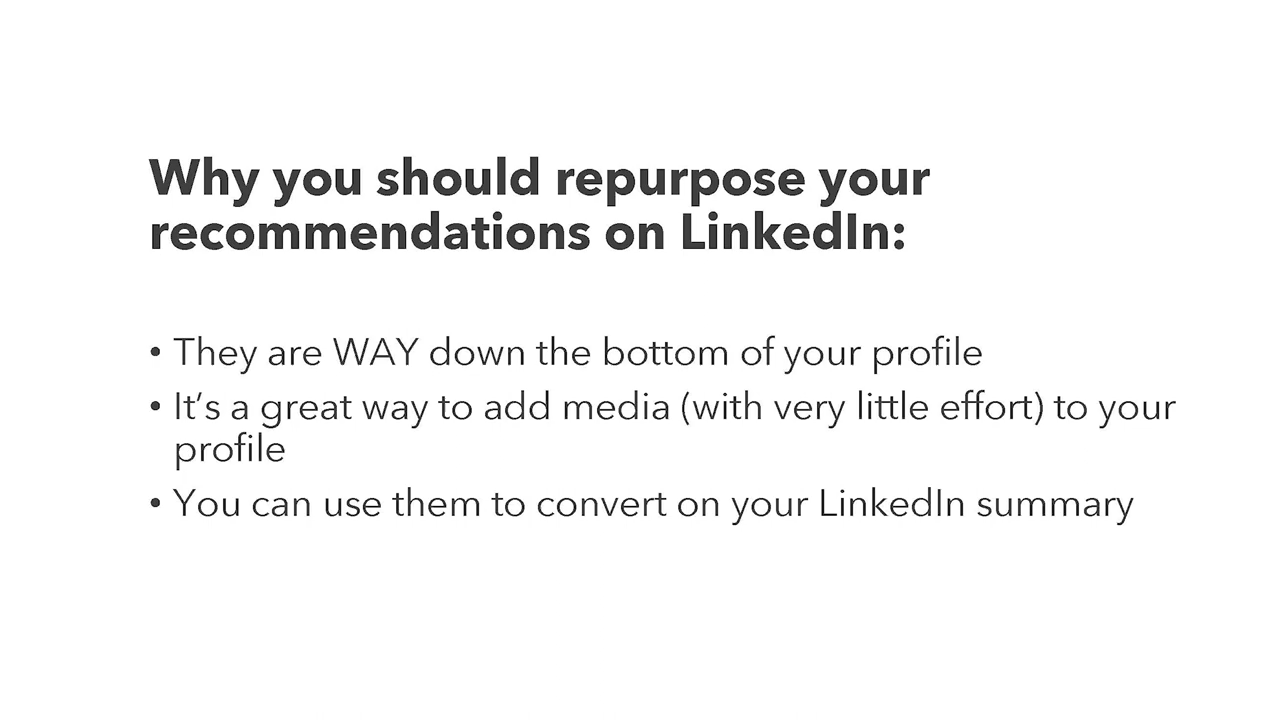 Why you should repurpose your
recommendations on LinkedIn:
• They are WAY down the bottom of your profile
• It’s a great way to add media (with very little effort) to your
profile
• You can use them to convert on your LinkedIn summary